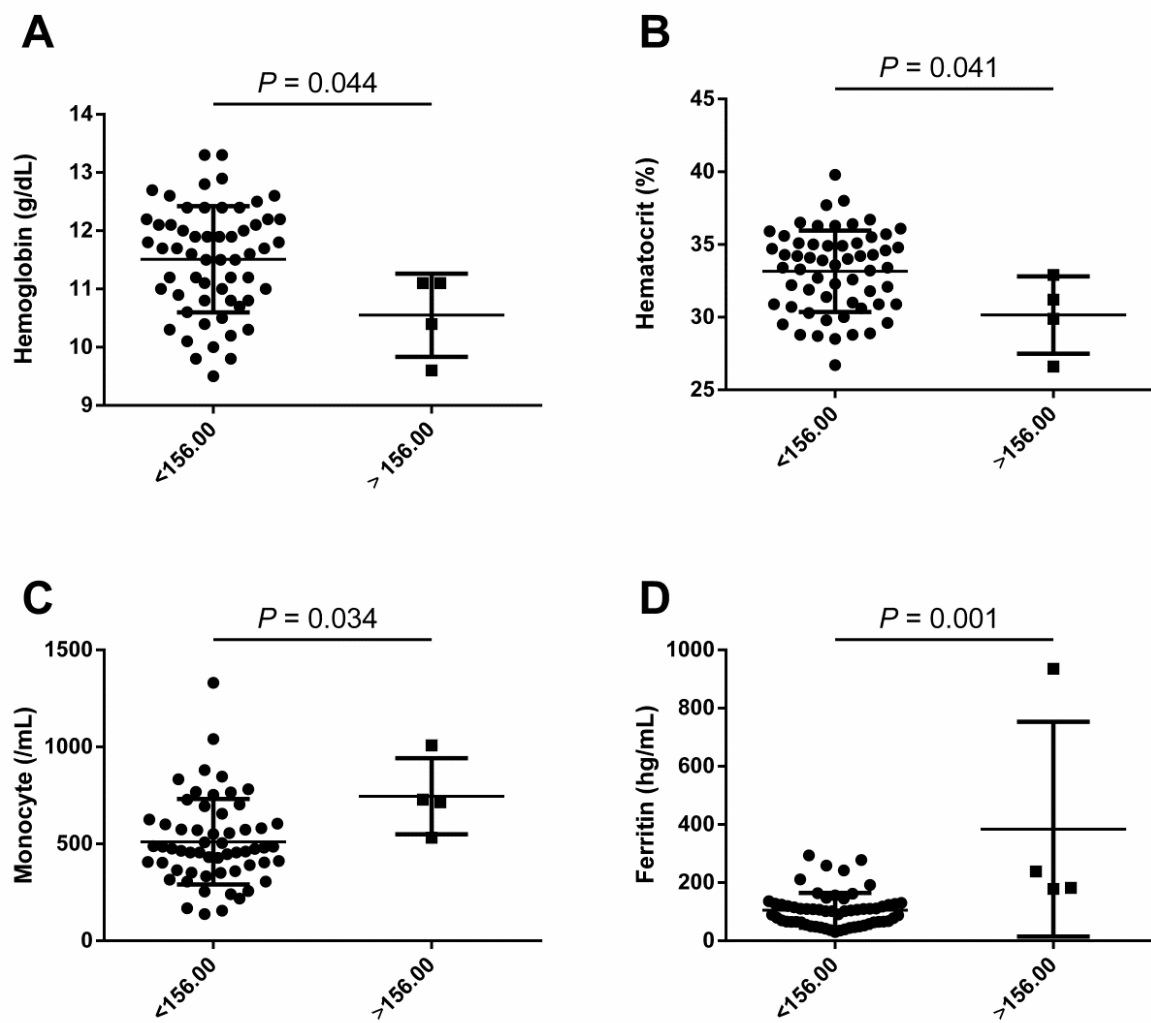 A
P = 0.044
Hemoglobin (g/dL)
14
13
12
11
10
9
<156.00
> 156.00
B
P = 0.041
Hematocrit (%)
45
40
35
30
25
<156.00
>156.00
C
P = 0.034
Monocyte (/mL)
1500
1000
500
0
<156.00
>156.00
D
P = 0.001
Ferritin (hg/mL)
1000
800
600
400
200
0
<156.00
>156.00